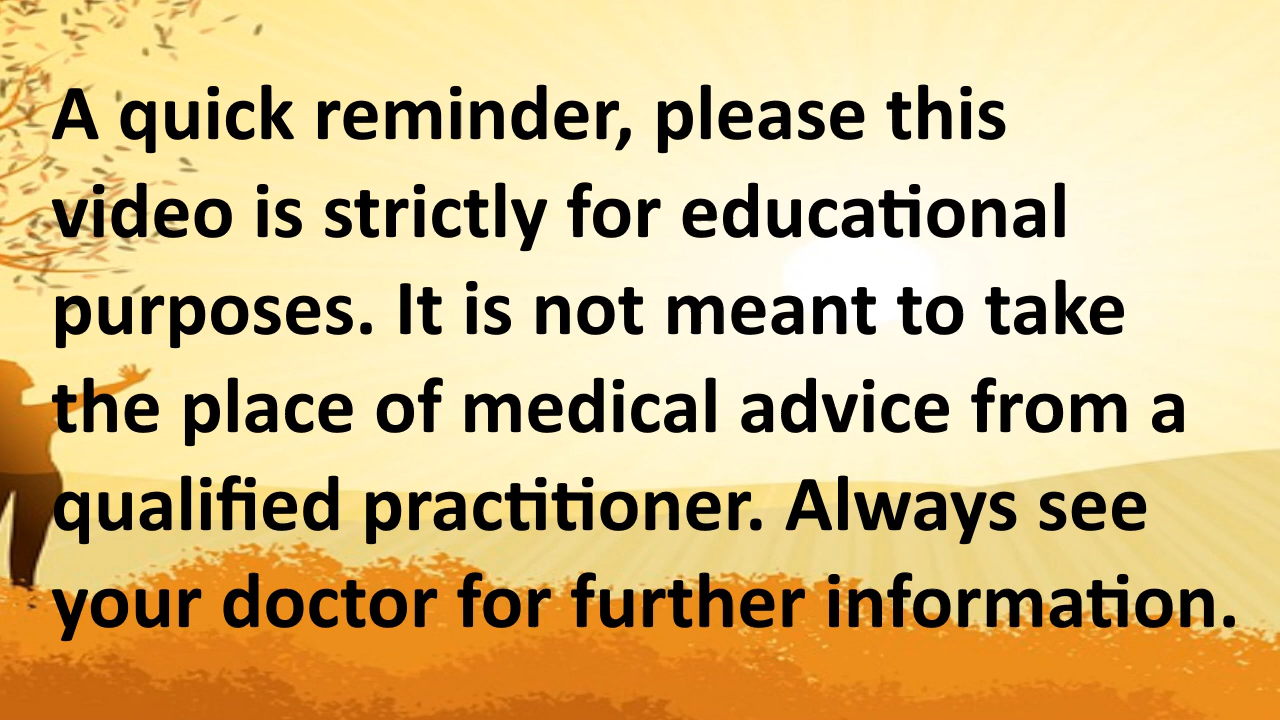 A quick reminder, please this
video is strictly for educational
purposes. It is not meant to take
the place of medical advice from a
qualified practitioner. Always see
your doctor for further information.